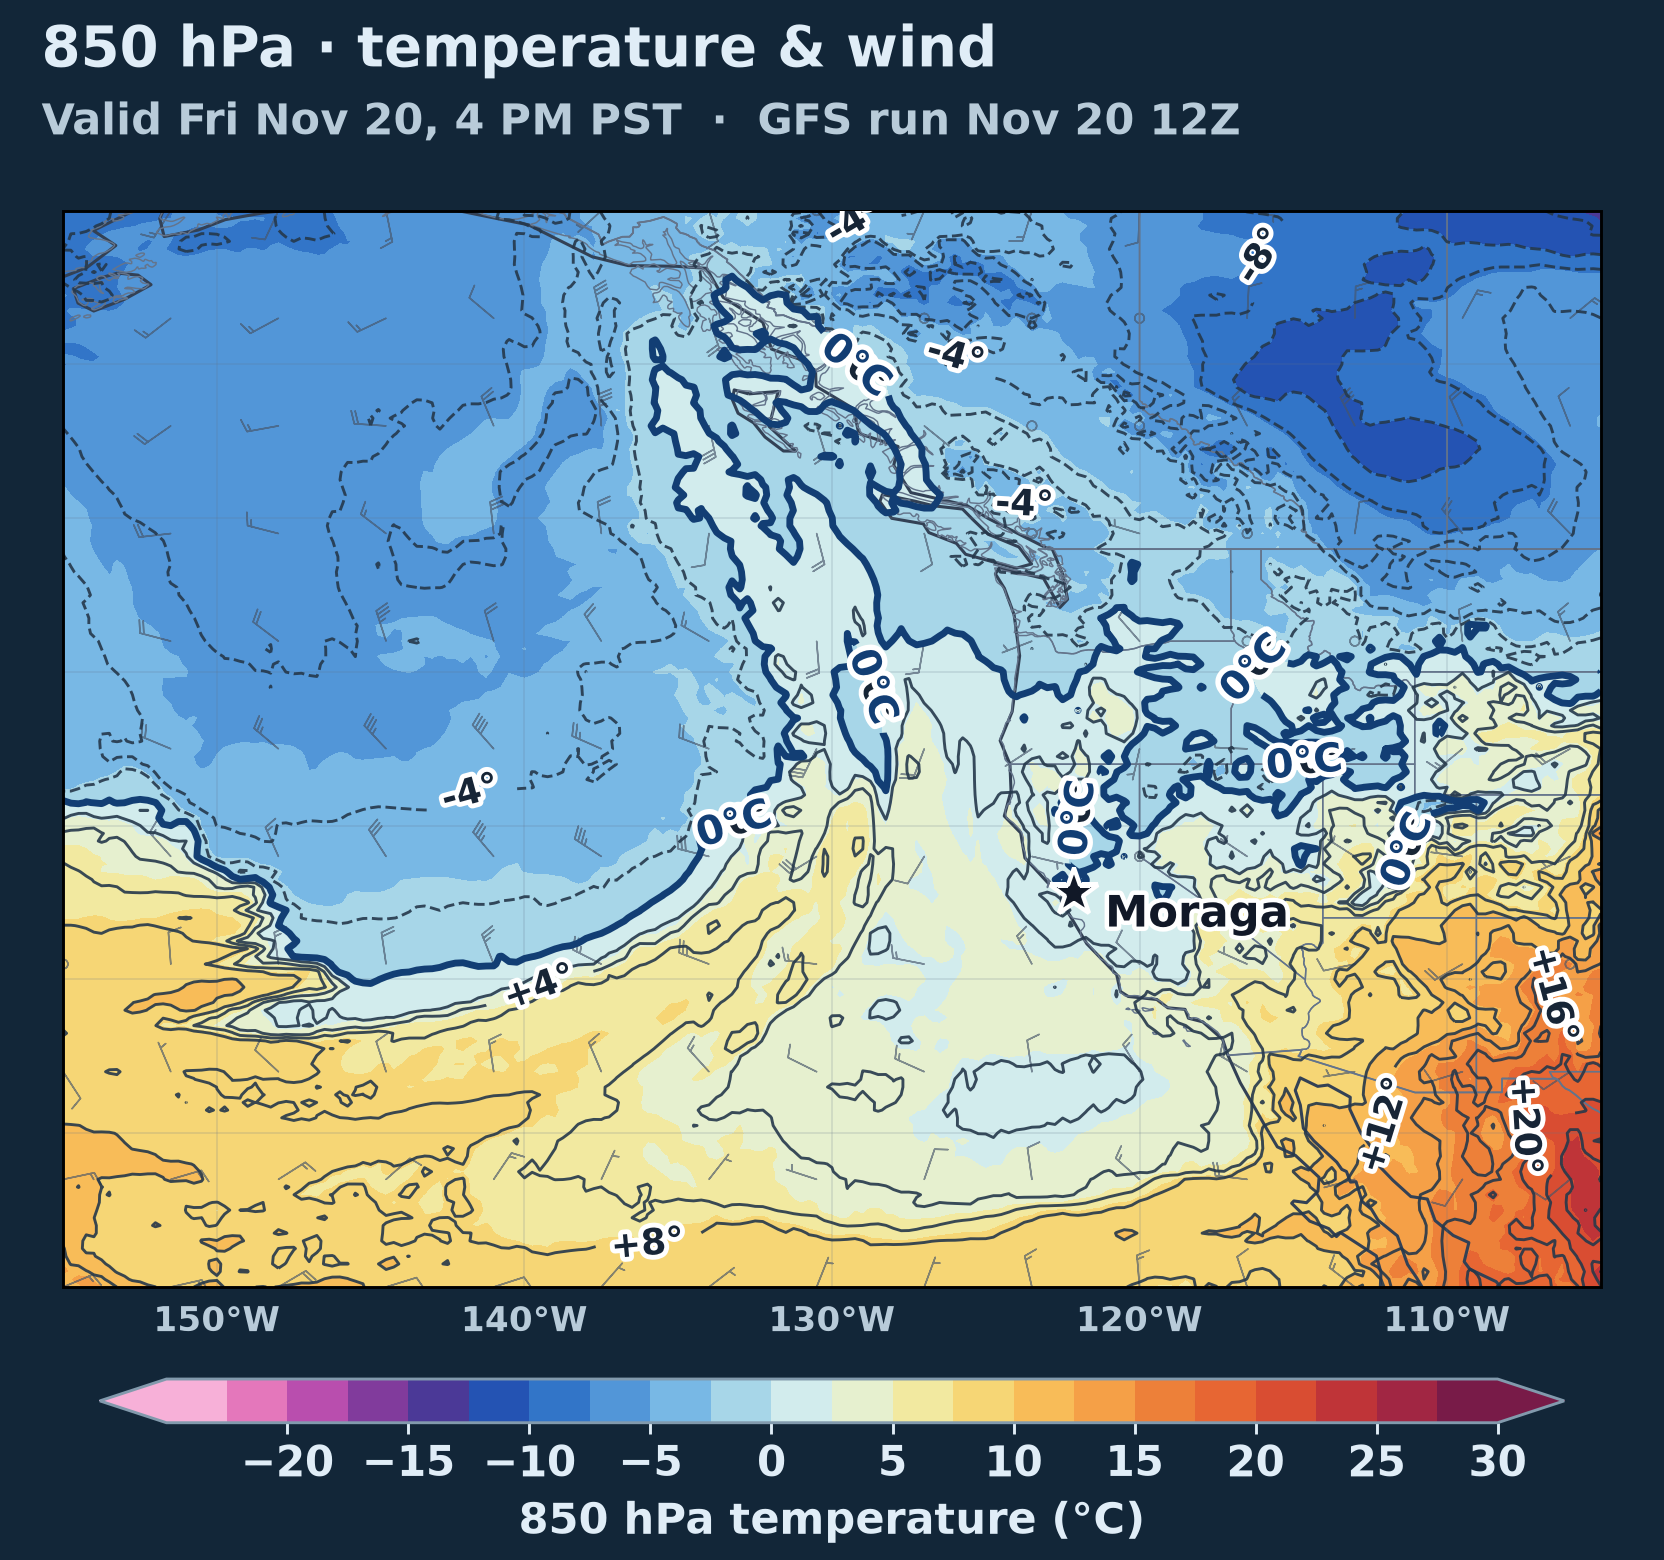 850 hPa · temperature & wind
Valid Fri Nov 20, 4 PM PST · GFS run Nov 20 12Z
-4°
-8°
0°C
-4°
-4°
0°C
0°C
0°C
-4°
0°C
0°C
0°C
Moraga
+4°
+16°
+12°
+20°
+8°
150°W 140°W 130°W 120°W 110°W
−20 −15 −10 −5 0 5 10 15 20 25 30
850 hPa temperature (°C)